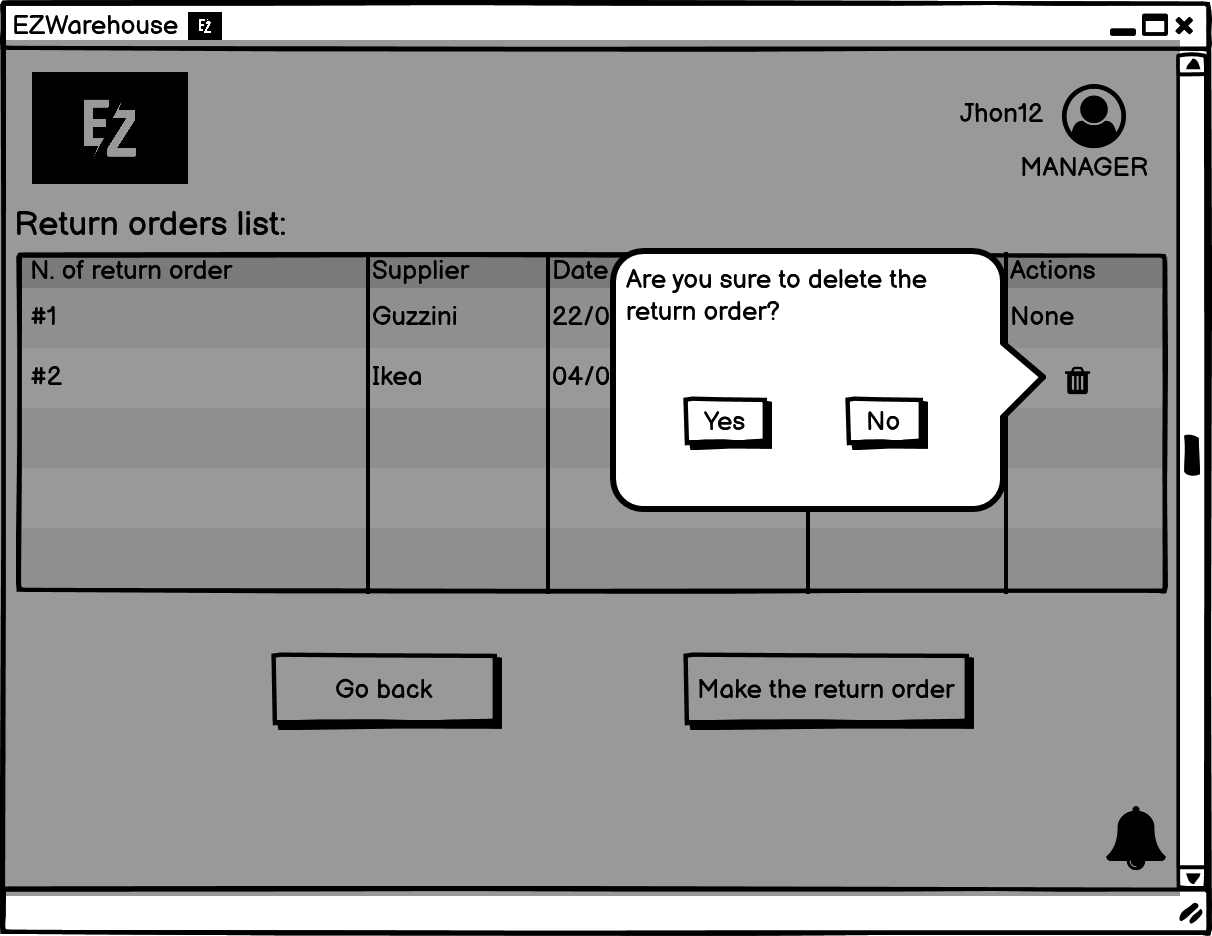 EZWarehouse EZ
EZ
Jhon12
MANAGER
Return orders list:
N. of return order Supplier Date Actions
#1 Guzzini 22/0 None
#2 Ikea 04/0
Are you sure to delete the
return order?
Yes No
Go back Make the return order